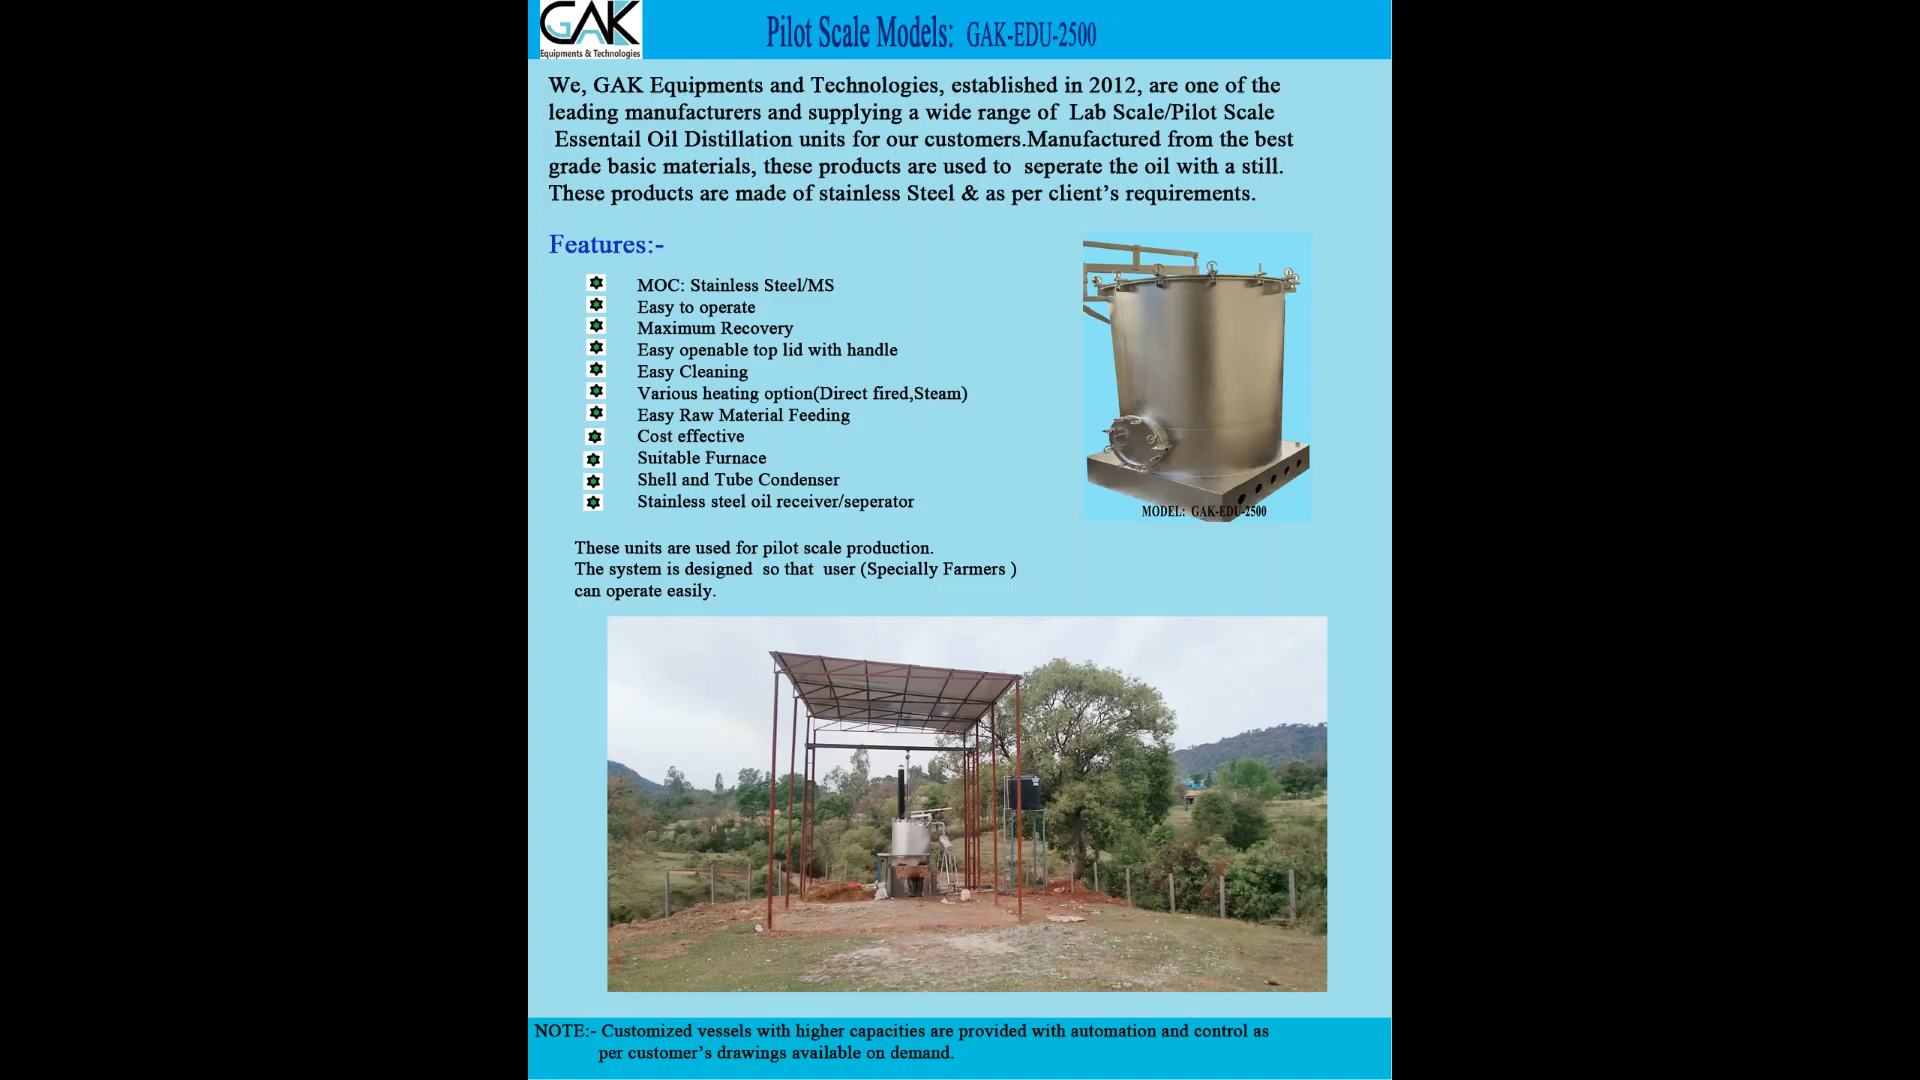 GAK
Equipments & Technologies
Pilot Scale Models: GAK-EDU-2500
We, GAK Equipments and Technologies, established in 2012, are one of the
leading manufacturers and supplying a wide range of Lab Scale/Pilot Scale
Essentail Oil Distillation units for our customers.Manufactured from the best
grade basic materials, these products are used to seperate the oil with a still.
These products are made of stainless Steel & as per client’s requirements.
Features:-
MOC: Stainless Steel/MS
Easy to operate
Maximum Recovery
Easy openable top lid with handle
Easy Cleaning
Various heating option(Direct fired,Steam)
Easy Raw Material Feeding
Cost effective
Suitable Furnace
Shell and Tube Condenser
Stainless steel oil receiver/seperator
MODEL: GAK-EDU-2500
These units are used for pilot scale production.
The system is designed so that user (Specially Farmers )
can operate easily.
NOTE:- Customized vessels with higher capacities are provided with automation and control as
per customer’s drawings available on demand.